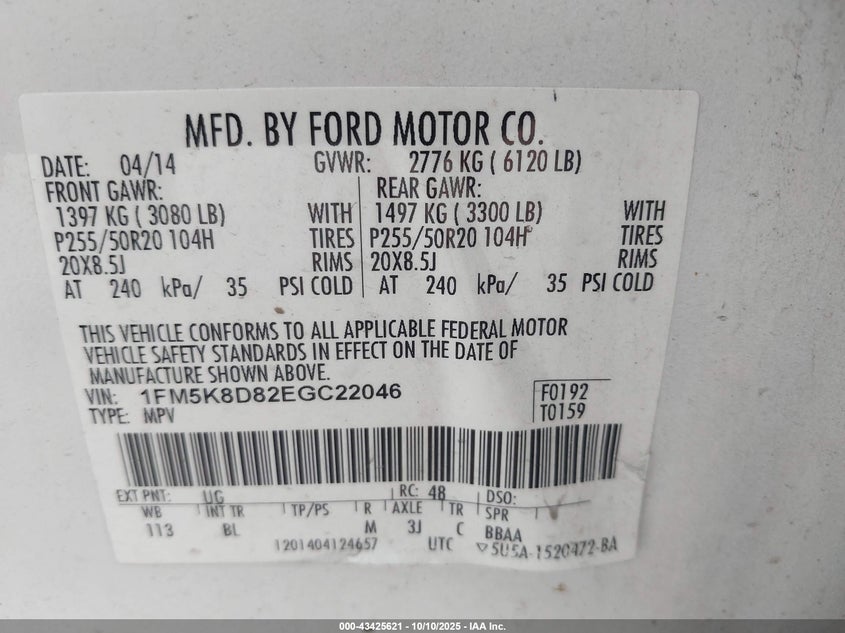 MFD. BY FORD MOTOR CO.
DATE: 04/14 GVWR: 2776 KG ( 6120 LB)
FRONT GAWR: REAR GAWR:
1397 KG ( 3080 LB) WITH 1497 KG ( 3300 LB) WITH
P255/50R20 104H TIRES P255/50R20 104H TIRES
20X8.5J RIMS 20X8.5J RIMS
AT 240 kPa/ 35 PSI COLD AT 240 kPa/ 35 PSI COLD
THIS VEHICLE CONFORMS TO ALL APPLICABLE FEDERAL MOTOR
VEHICLE SAFETY STANDARDS IN EFFECT ON THE DATE OF
MANUFACTURE SHOWN ABOVE.
VIN: 1FM5K8D82EGC22046 F0192
TYPE: MPV T0159
EXT PNT: UG RC: 48 DSO:
WB INT TR TP/PS R AXLE TR SPR
113 BL M 3J C BBAA
1201404124657 UTC ▽5U5A-1520472-BA
000-43425621 | 10/10/2025 - IAA Inc.